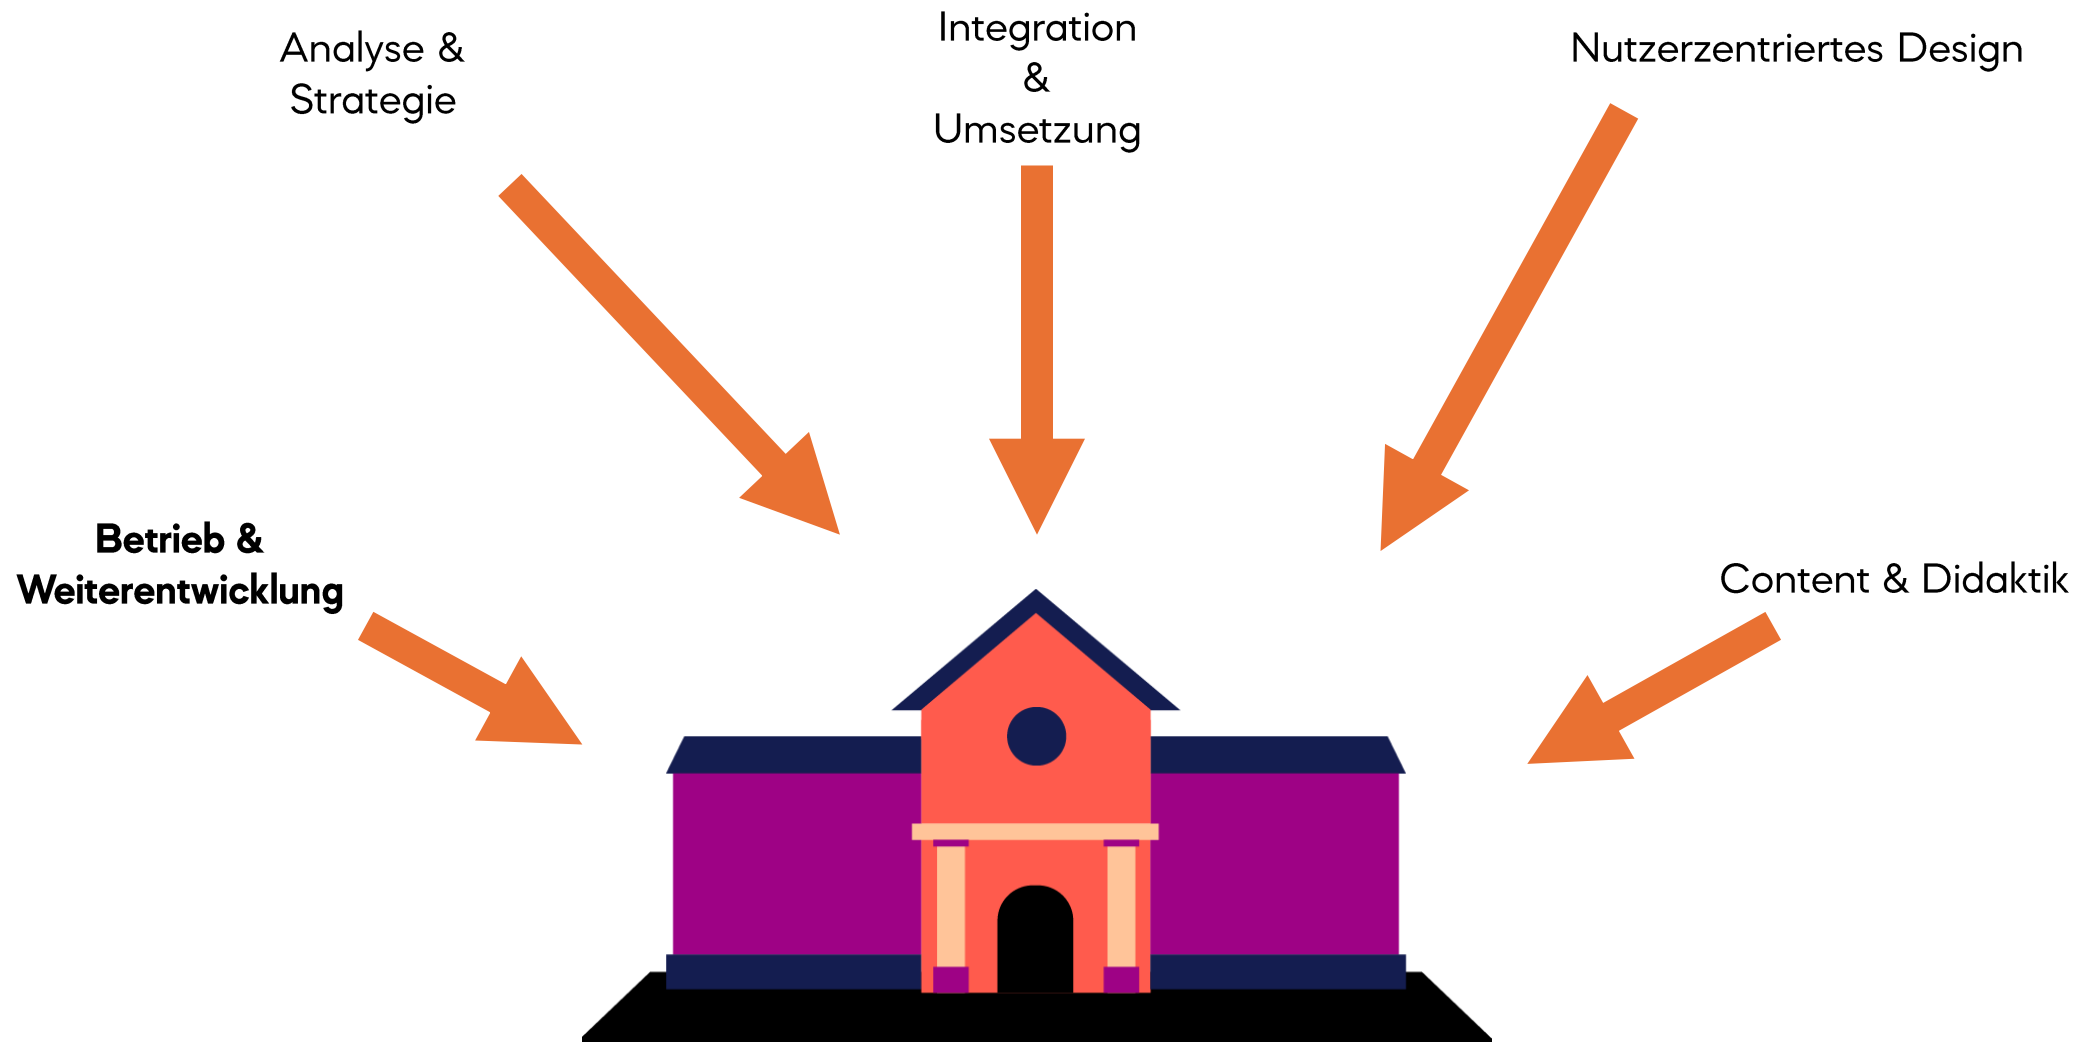 Analyse &
Strategie
Integration
&
Umsetzung
Nutzerzentriertes Design
Betrieb &
Weiterentwicklung
Content & Didaktik